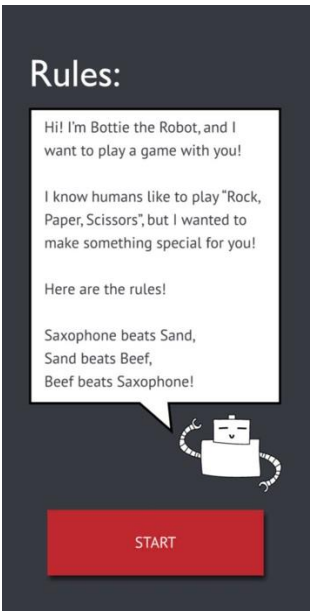 Rules:
Hi! I'm Bottie the Robot, and I
want to play a game with you!
I know humans like to play “Rock,
Paper, Scissors”, but I wanted to
make something special for you!
Here are the rules!
Saxophone beats Sand,
Sand beats Beef,
Beef beats Saxophone!
START